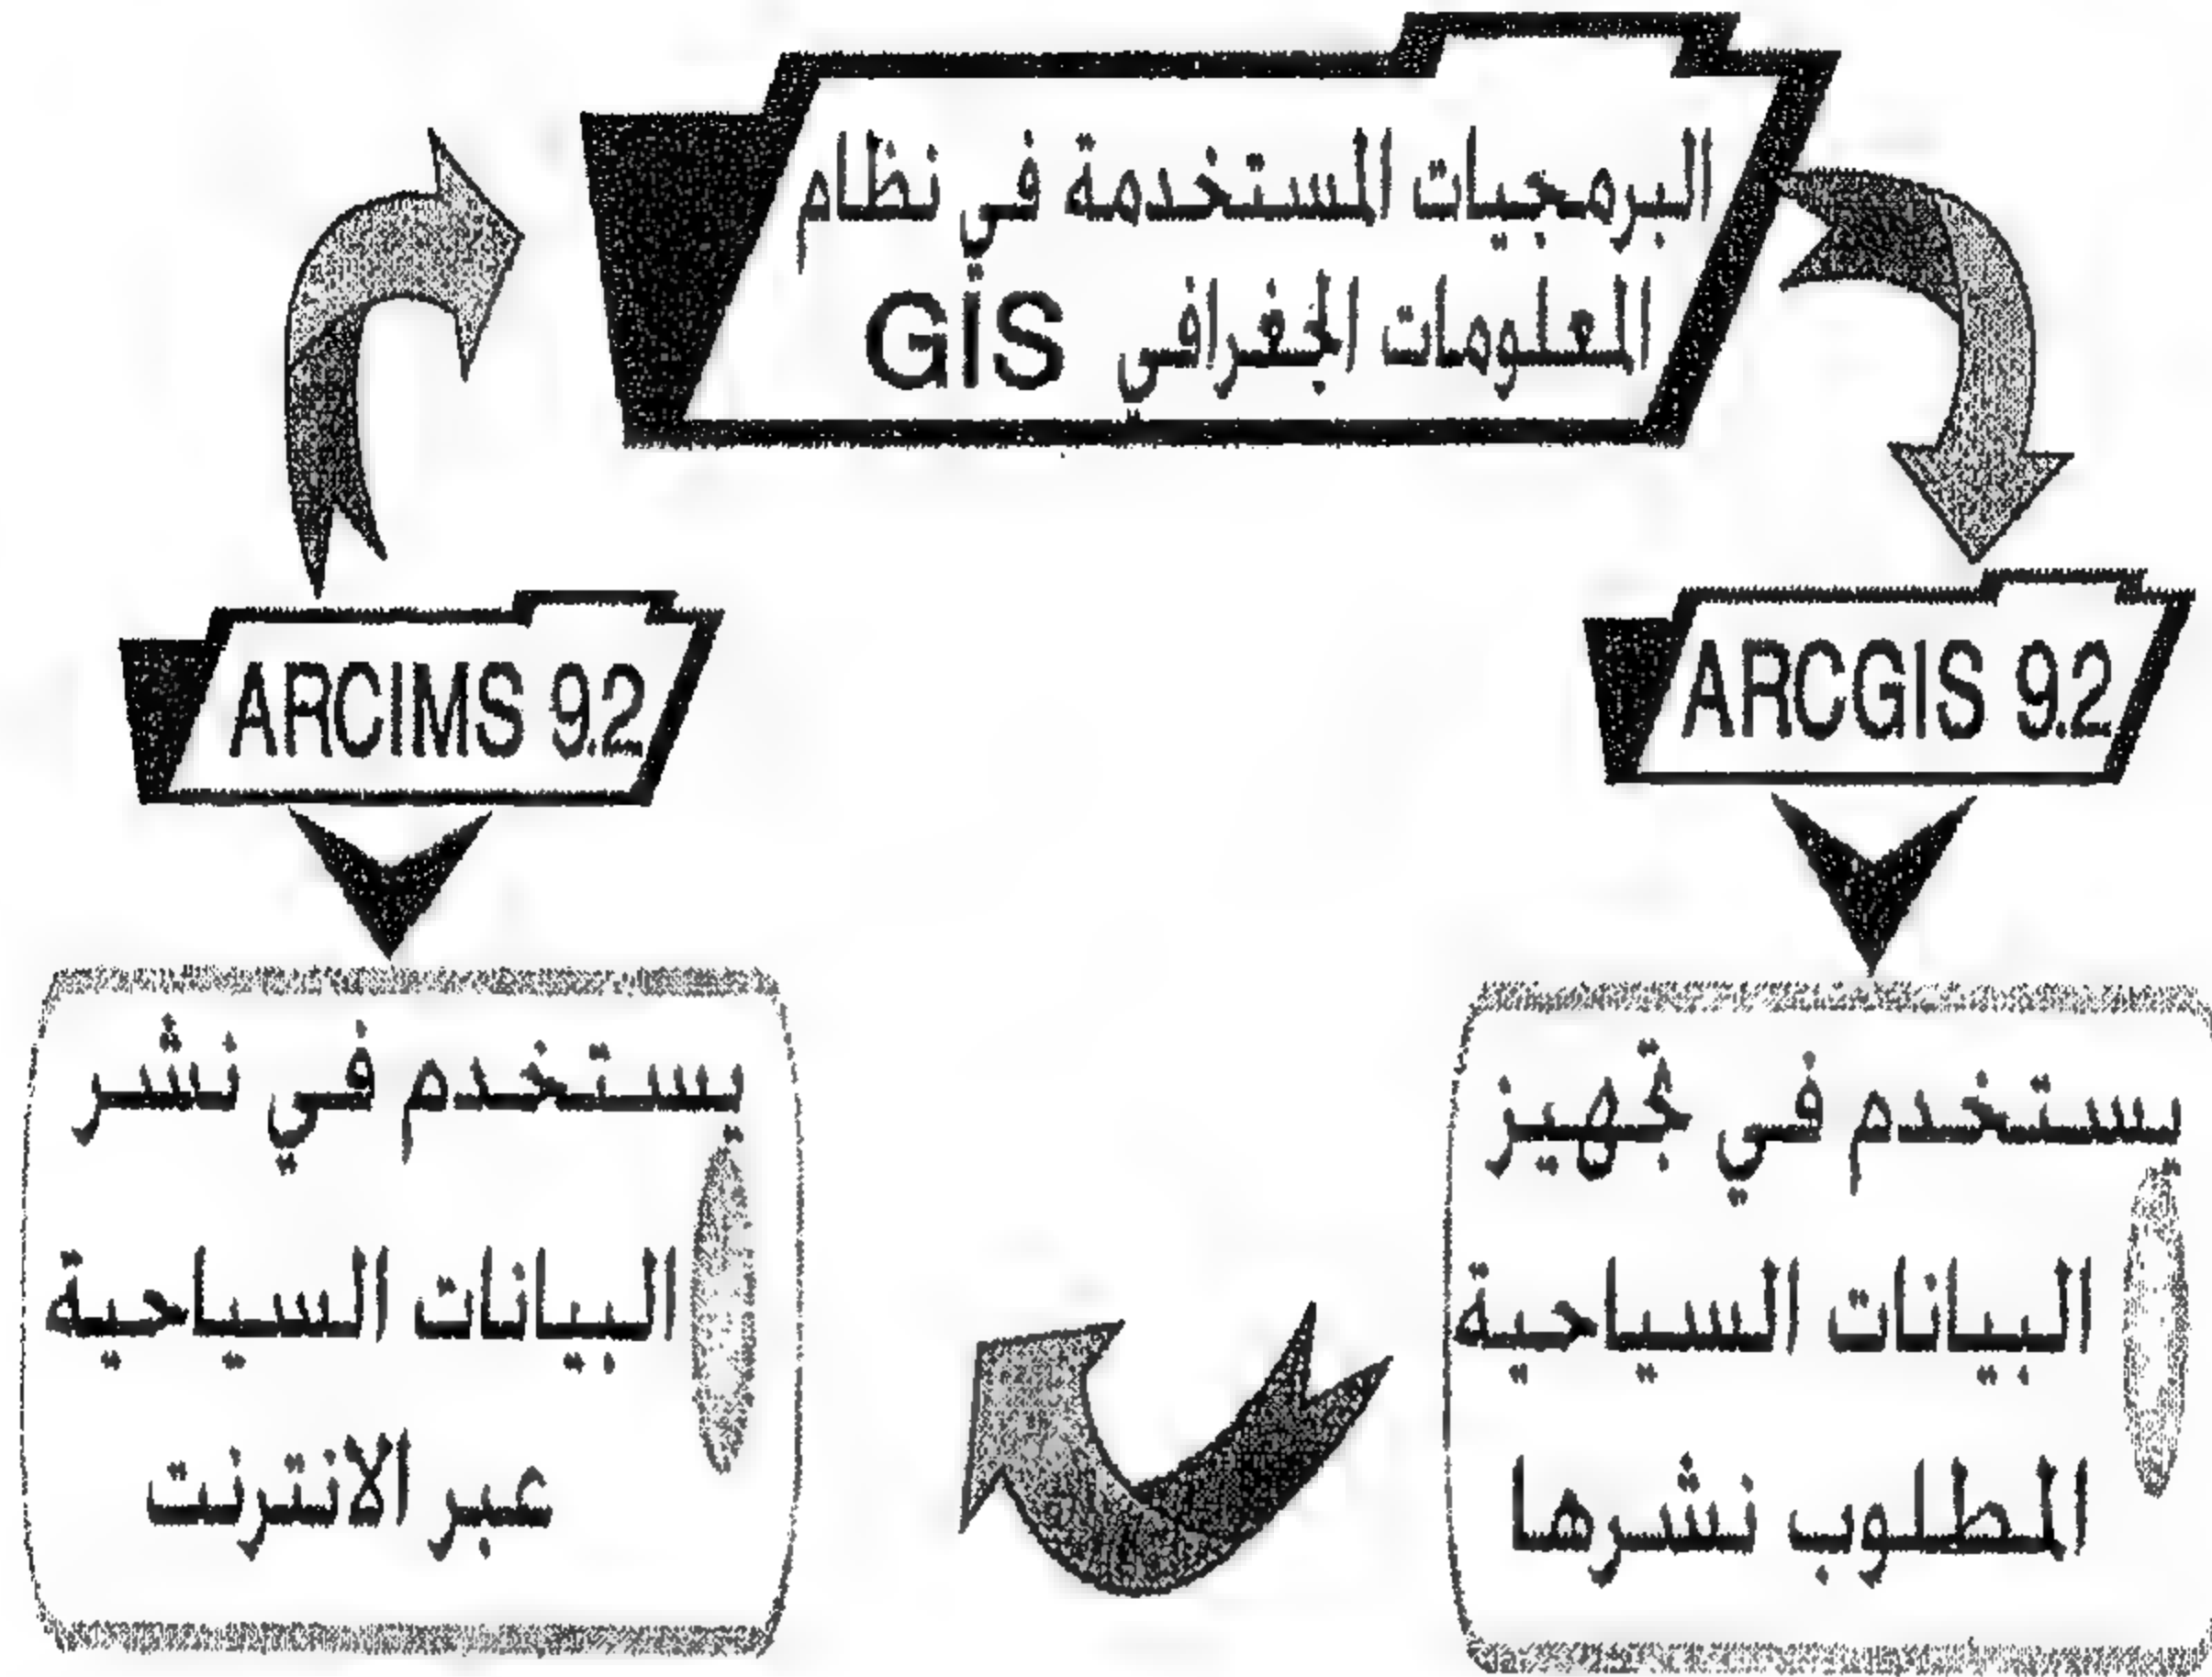 البرمجيات المستخدمة في نظام
المعلومات الجغرافي GIS
ARCGIS 9.2
ARCIMS 9.2
يستخدم في تجهيز
البيانات السياحية
المطلوب نشرها
يستخدم في نشر
البيانات السياحية
عبر الانترنت